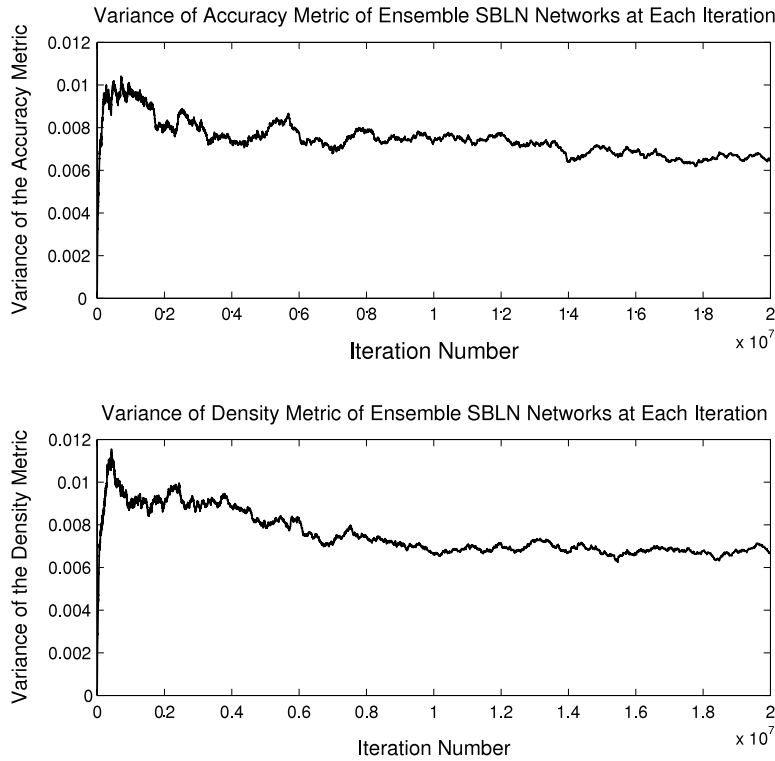 Variance of Accuracy Metric of Ensemble SBLN Networks at Each Iteration
Variance of the Accuracy Metric
0.012
0.01
0.008
0.006
0.004
0.002
0
0 0.2 0.4 0.6 0.8 1 1.2 1.4 1.6 1.8 2
x 10⁷
Iteration Number
Variance of Density Metric of Ensemble SBLN Networks at Each Iteration
Variance of the Density Metric
0.012
0.01
0.008
0.006
0.004
0.002
0
0 0.2 0.4 0.6 0.8 1 1.2 1.4 1.6 1.8 2
x 10⁷
Iteration Number